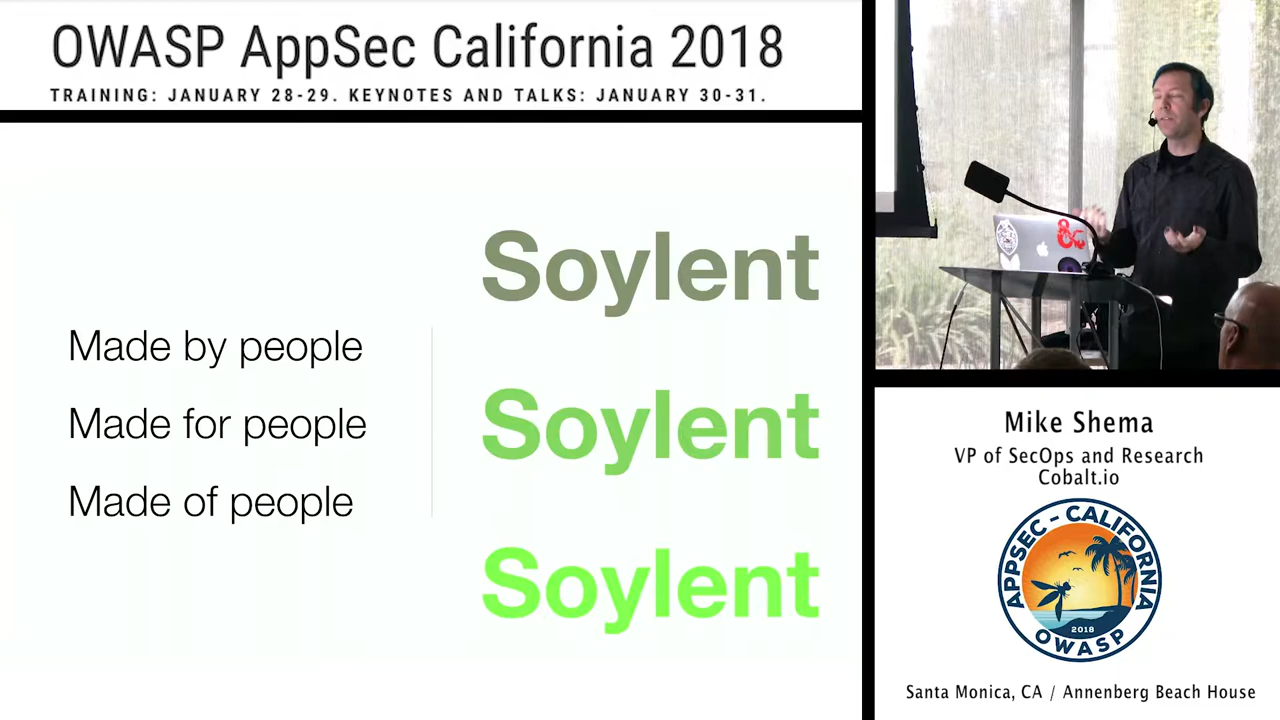 OWASP AppSec California 2018
TRAINING: JANUARY 28-29. KEYNOTES AND TALKS: JANUARY 30-31.
Made by people
Made for people
Made of people
Soylent
Soylent
Soylent
Mike Shema
VP of SecOps and Research
Cobalt.io
APPSEC - CALIFORNIA
2018
OWASP
Santa Monica, CA / Annenberg Beach House